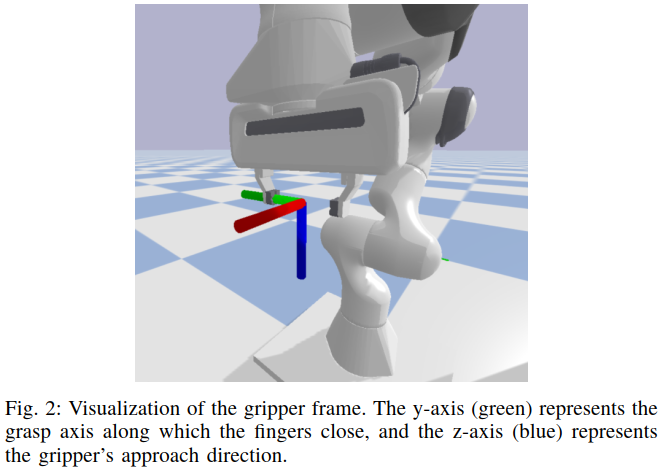 Fig. 2: Visualization of the gripper frame. The y-axis (green) represents the
grasp axis along which the fingers close, and the z-axis (blue) represents
the gripper's approach direction.